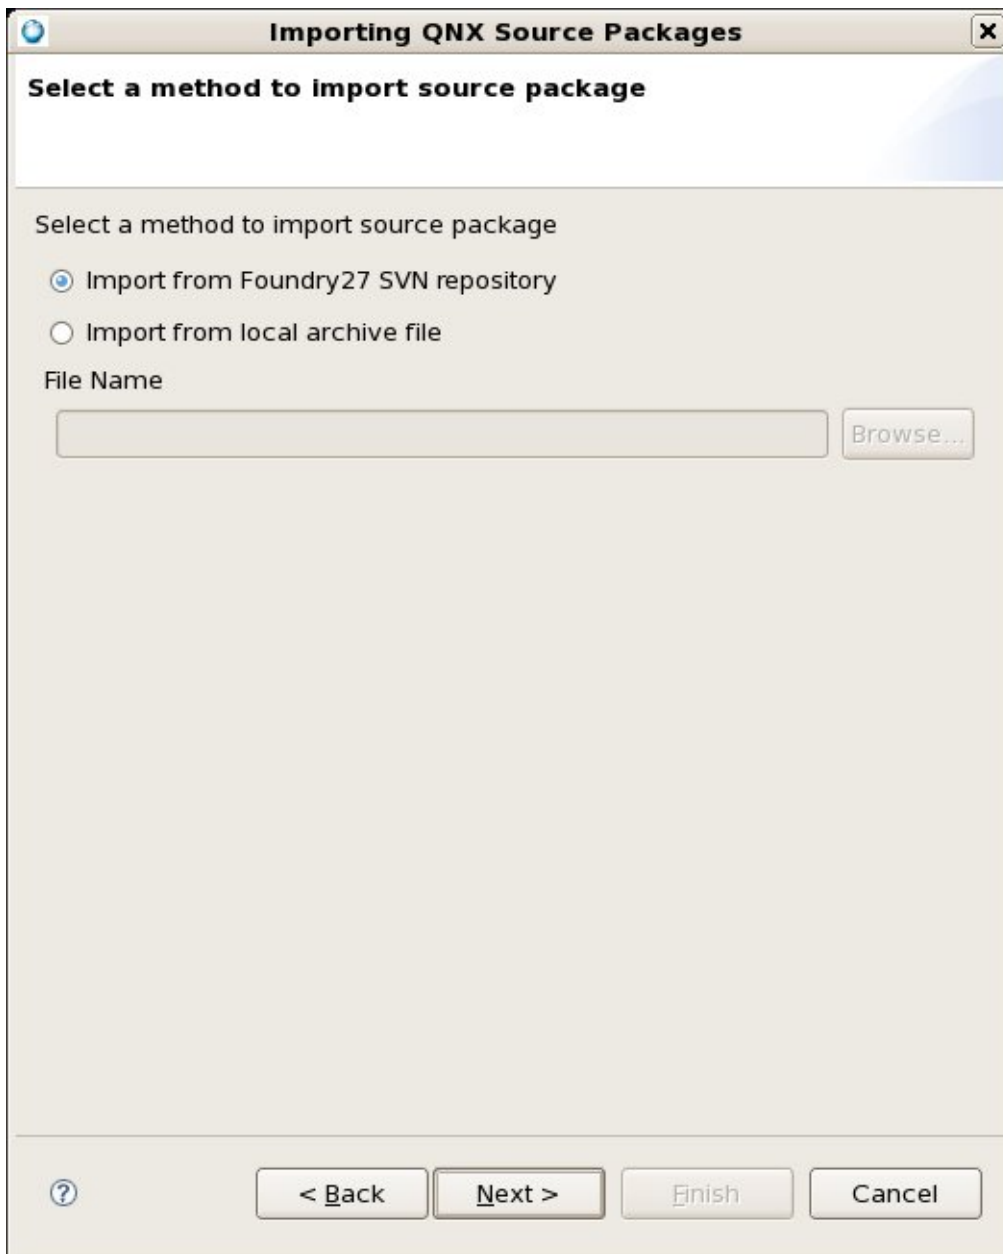 Importing QNX Source Packages
Select a method to import source package
Select a method to import source package
Import from Foundry27 SVN repository
Import from local archive file
File Name
Browse...
?
< Back
Next >
Finish
Cancel